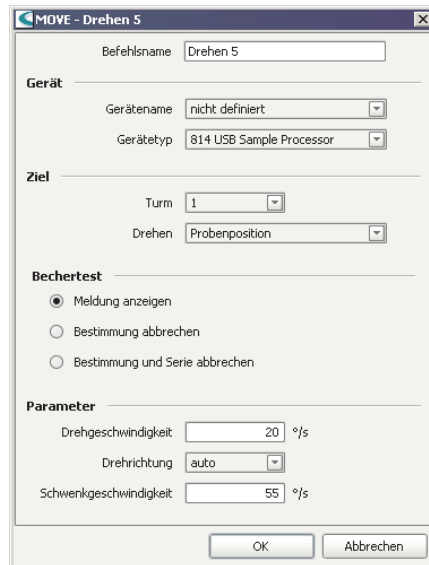 MOVE - Drehen 5
Befehlsname Drehen 5
Gerät
Gerätename nicht definiert
Gerätetyp 814 USB Sample Processor
Ziel
Turm 1
Drehen Probenposition
Bechertest
Meldung anzeigen
Bestimmung abbrechen
Bestimmung und Serie abbrechen
Parameter
Drehgeschwindigkeit 20 °/s
Drehrichtung auto
Schwenkgeschwindigkeit 55 °/s
OK Abbrechen